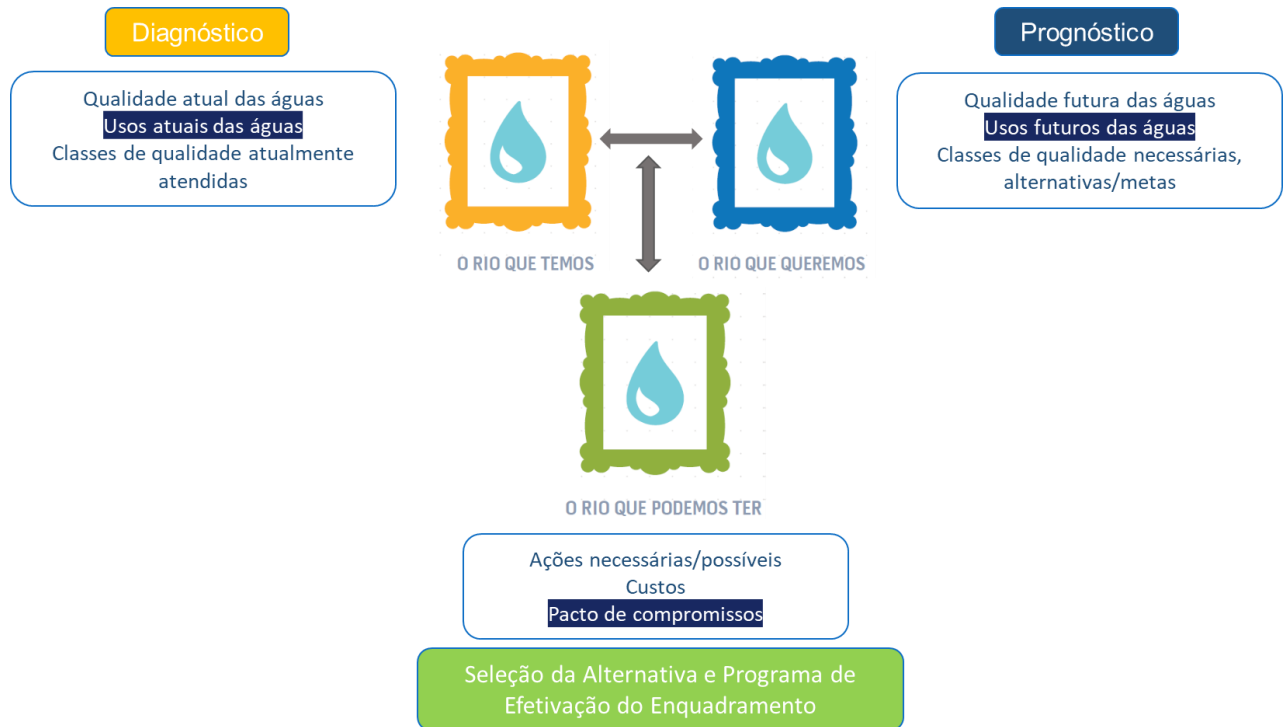 Diagnóstico
Qualidade atual das águas
Usos atuais das águas
Classes de qualidade atualmente
atendidas
Prognóstico
Qualidade futura das águas
Usos futuros das águas
Classes de qualidade necessárias,
alternativas/metas
O RIO QUE TEMOS
O RIO QUE QUEREMOS
O RIO QUE PODEMOS TER
Ações necessárias/possíveis
Custos
Pacto de compromissos
Seleção da Alternativa e Programa de
Efetivação do Enquadramento